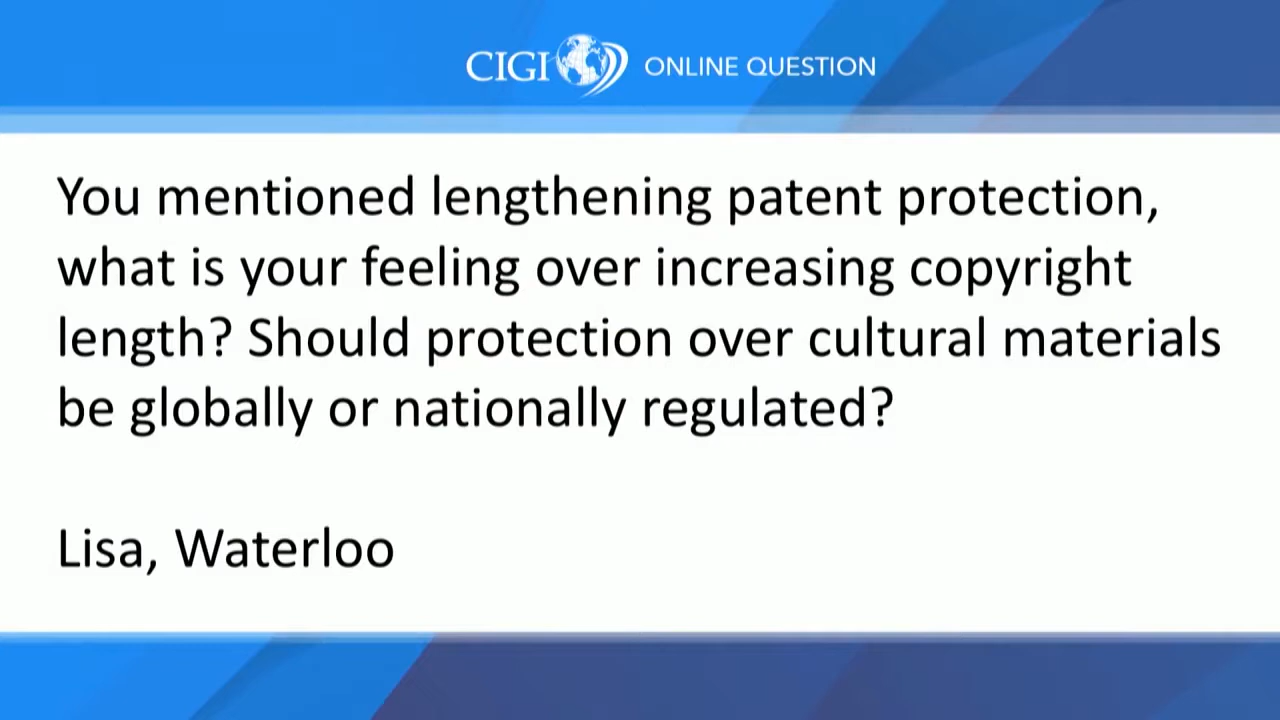 CIGI ONLINE QUESTION
You mentioned lengthening patent protection,
what is your feeling over increasing copyright
length? Should protection over cultural materials
be globally or nationally regulated?
Lisa, Waterloo